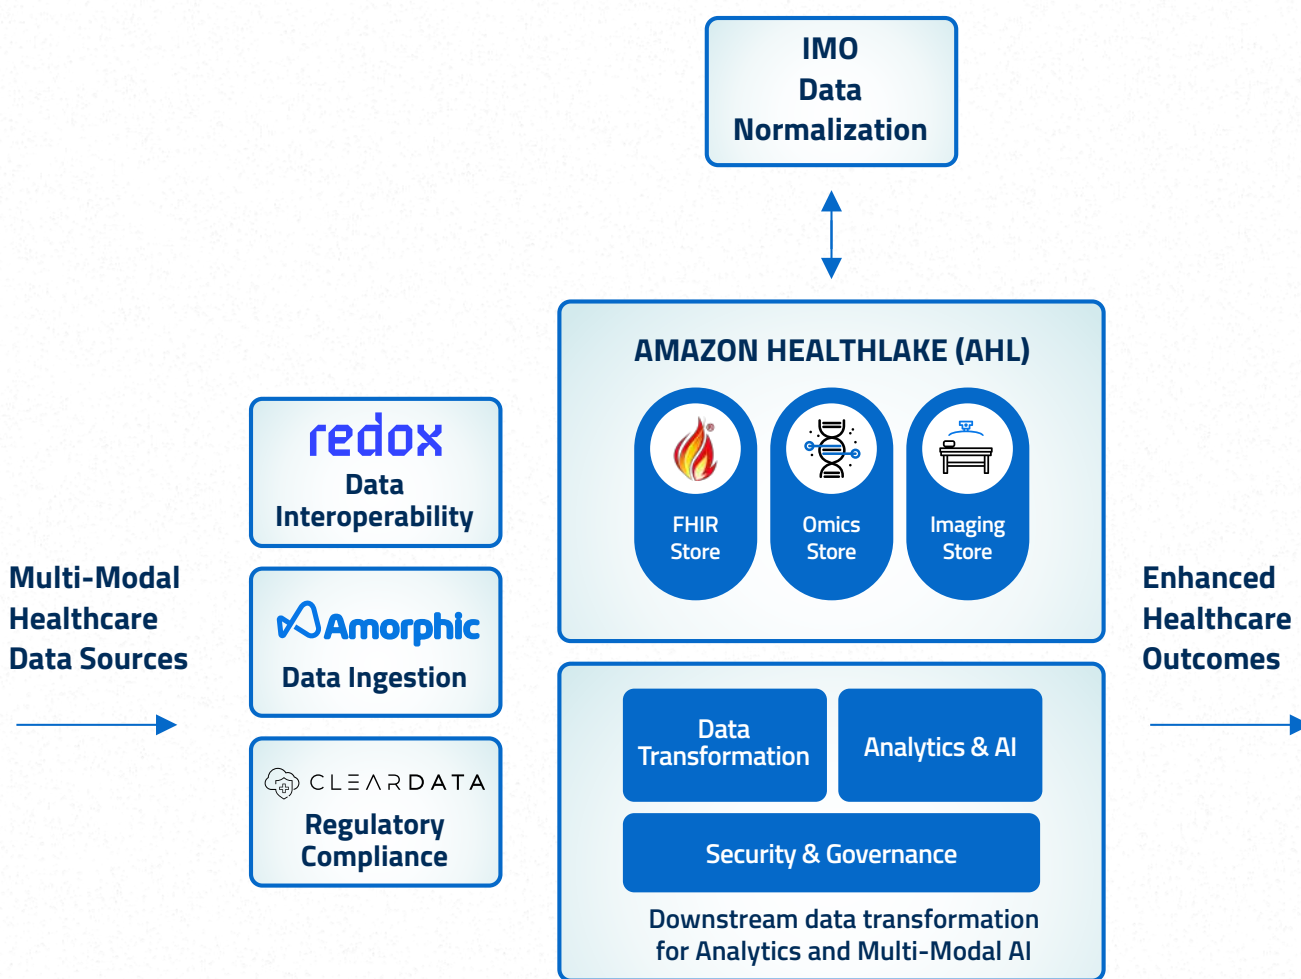 IMO
Data
Normalization
AMAZON HEALTHLAKE (AHL)
®
FHIR
Store
Omics
Store
Imaging
Store
redox
Data
Interoperability
Amorphic
Data Ingestion
CLEARDATA
Regulatory
Compliance
Multi-Modal
Healthcare
Data Sources
Data
Transformation
Analytics & AI
Security & Governance
Downstream data transformation
for Analytics and Multi-Modal AI
Enhanced
Healthcare
Outcomes